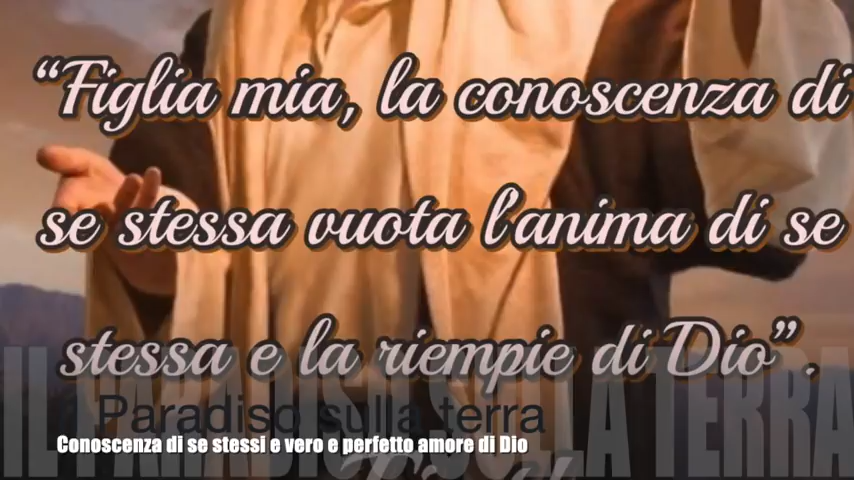 “Figlia mia, la conoscenza di
se stessa vuota l'anima di se
stessa e la riempie di Dio”.
IL PARADISO SULLA TERRA
Paradiso sulla terra
Conoscenza di se stessi e vero e perfetto amore di Dio